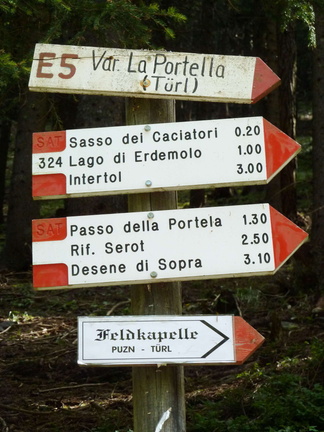 E5 Var. La Portella
(Türl)
SAT Sasso dei Caciatori 0.20
324 Lago di Erdemolo 1.00
Intertol 3.00
SAT Passo della Portela 1.30
Rif. Serot 2.50
Desene di Sopra 3.10
Feldkapelle
PUZN - TÜRL